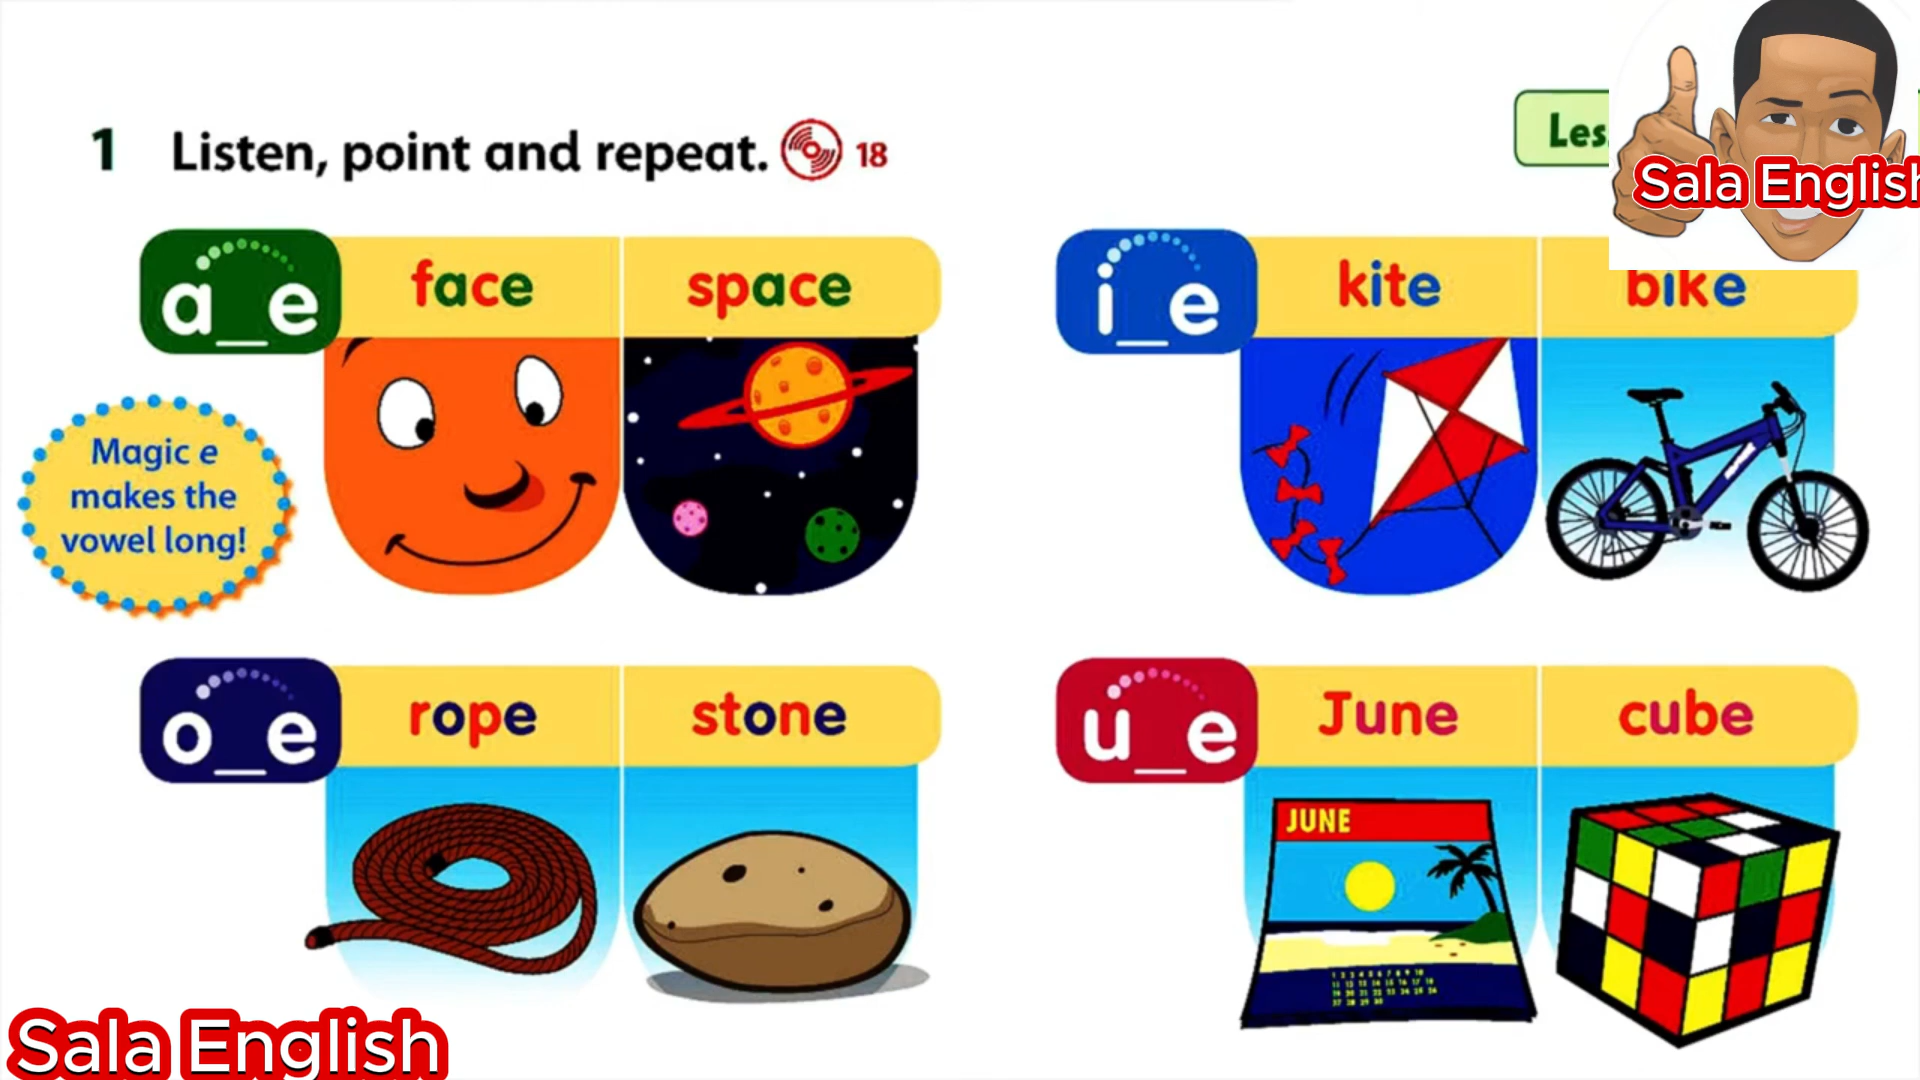 1 Listen, point and repeat. 18
Les
Sala English
a_e face space
i_e kite bike
Magic e
makes the
vowel long!
o_e rope stone
u_e June cube
JUNE
Sala English